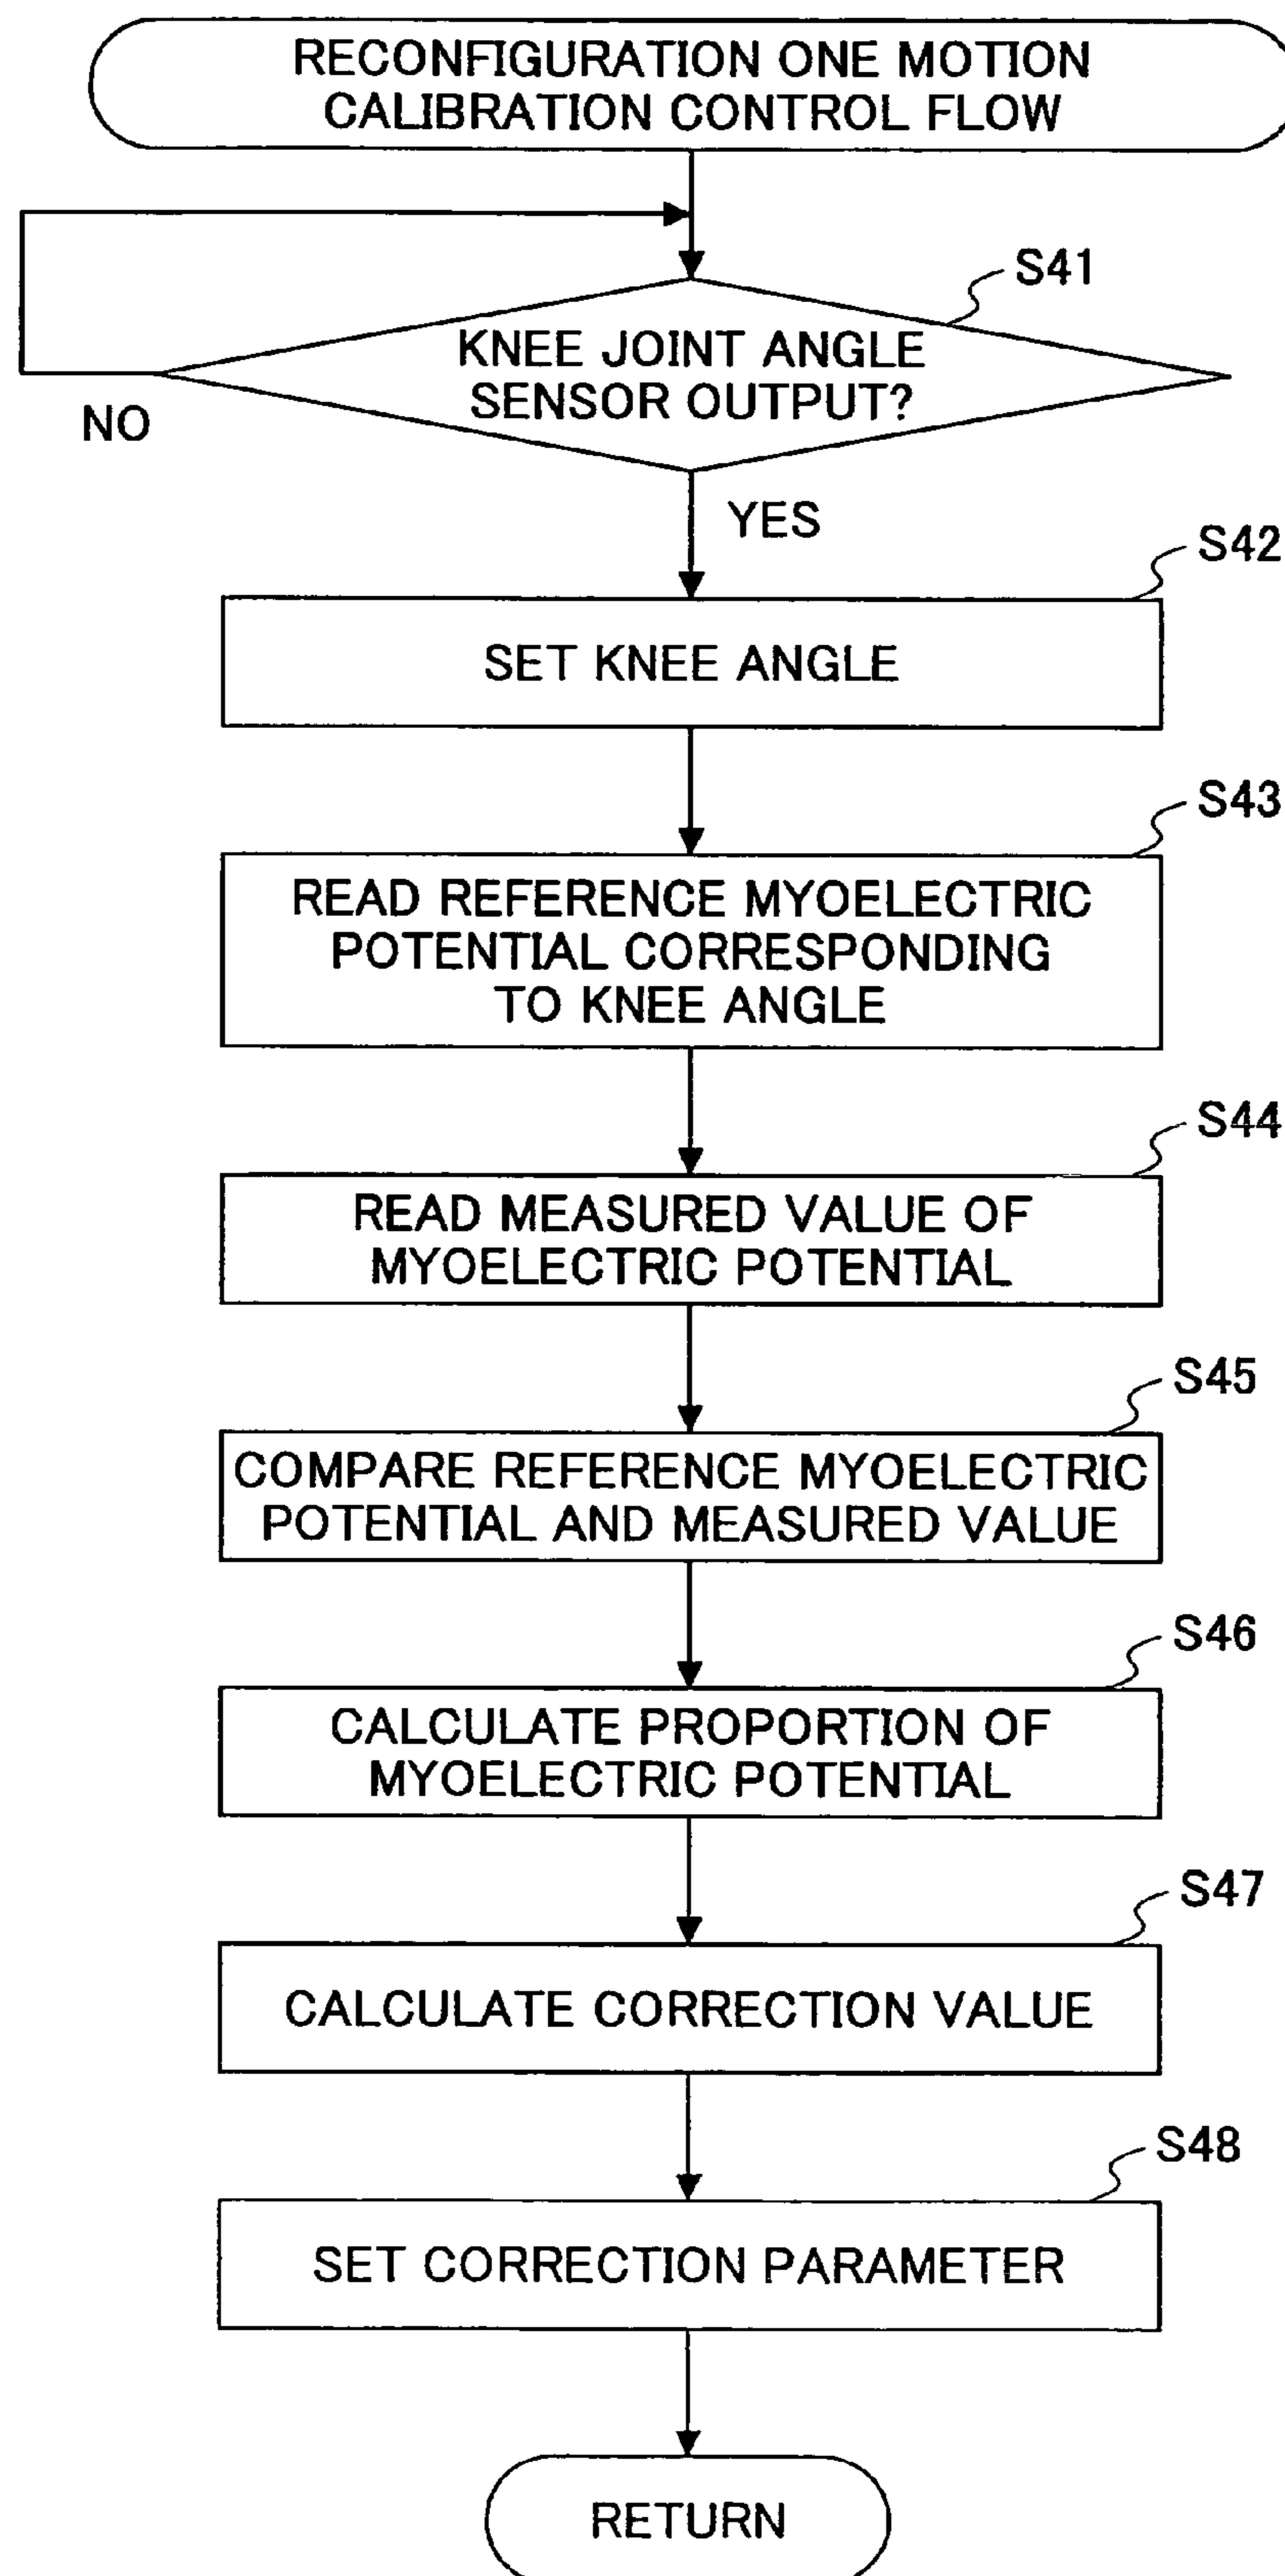 RECONFIGURATION ONE MOTION
CALIBRATION CONTROL FLOW
S41
KNEE JOINT ANGLE
SENSOR OUTPUT?
NO
YES
S42
SET KNEE ANGLE
S43
READ REFERENCE MYOELECTRIC
POTENTIAL CORRESPONDING
TO KNEE ANGLE
S44
READ MEASURED VALUE OF
MYOELECTRIC POTENTIAL
S45
COMPARE REFERENCE MYOELECTRIC
POTENTIAL AND MEASURED VALUE
S46
CALCULATE PROPORTION OF
MYOELECTRIC POTENTIAL
S47
CALCULATE CORRECTION VALUE
S48
SET CORRECTION PARAMETER
RETURN